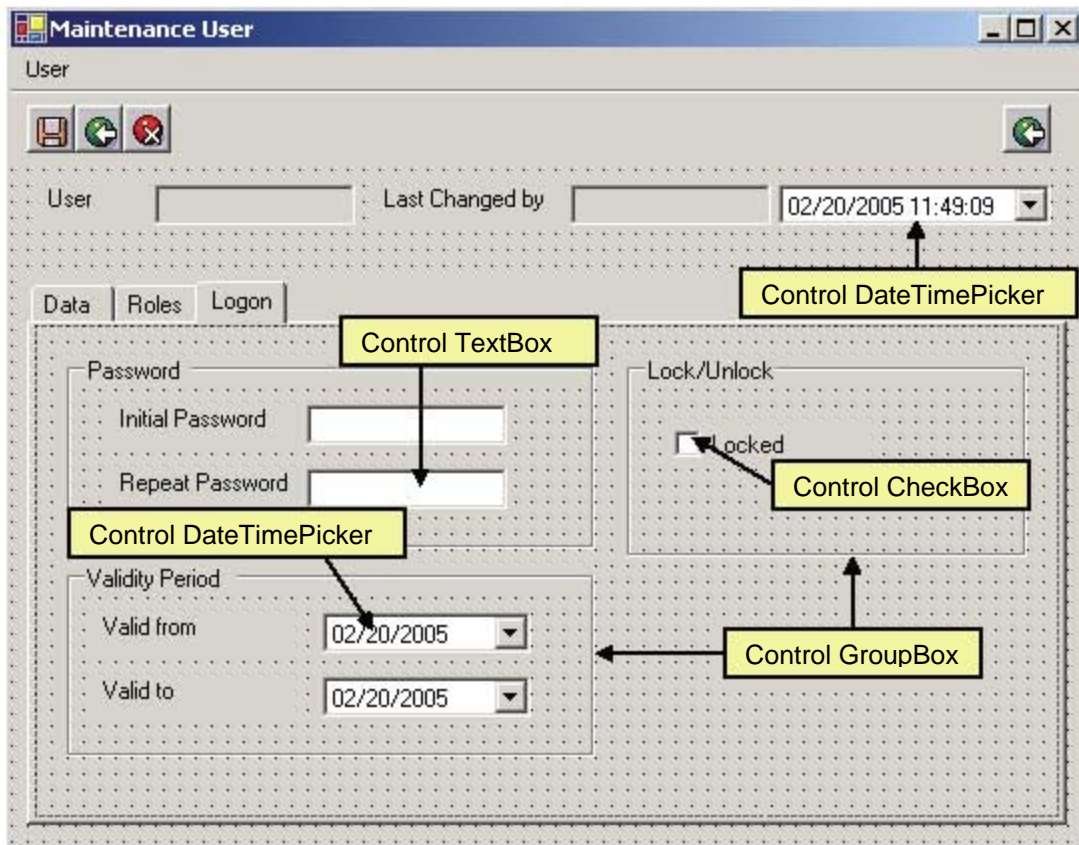 Maintenance User
User
User
Last Changed by
02/20/2005 11:49:09
Control DateTimePicker
Data
Roles
Logon
Control TextBox
Password
Lock/Unlock
Initial Password
Locked
Repeat Password
Control CheckBox
Control DateTimePicker
Validity Period
Valid from
02/20/2005
Control GroupBox
Valid to
02/20/2005